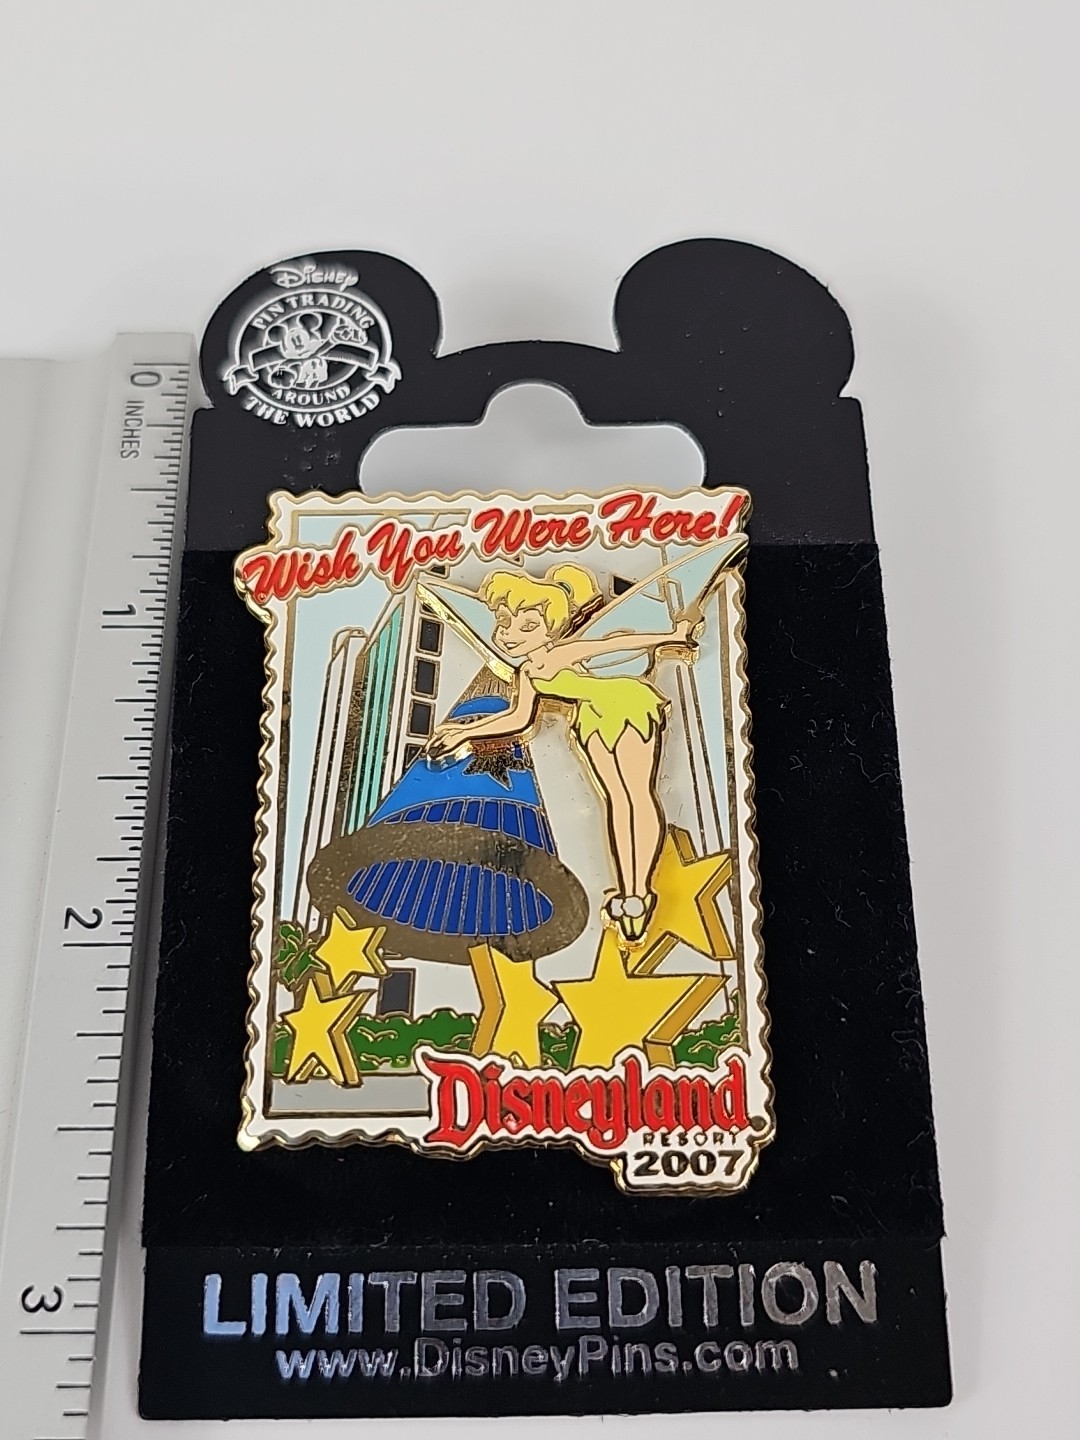 Disney
PIN TRADING
AROUND
THE WORLD
0
INCHES
1
2
3
Wish You Were Here!
Disneyland
RESORT
2007
LIMITED EDITION
www.DisneyPins.com